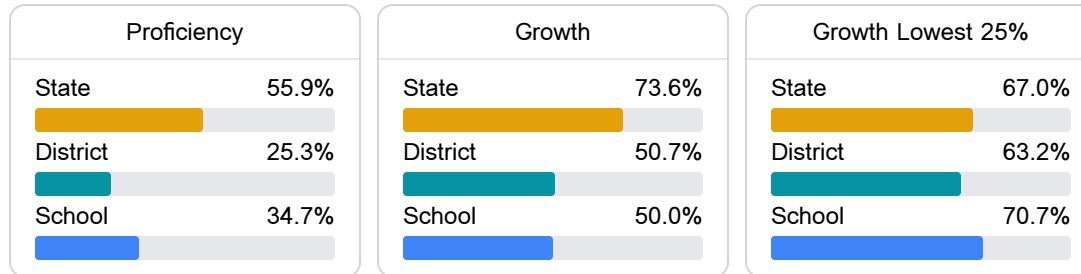 Proficiency
State 55.9%
District 25.3%
School 34.7%
Growth
State 73.6%
District 50.7%
School 50.0%
Growth Lowest 25%
State 67.0%
District 63.2%
School 70.7%